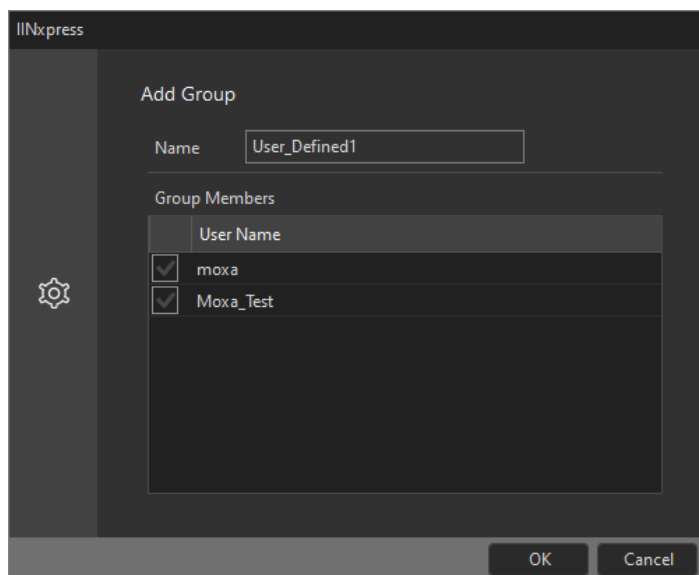 IINxpress
Add Group
Name User_Defined1
Group Members
User Name
moxa
Moxa_Test
OK Cancel